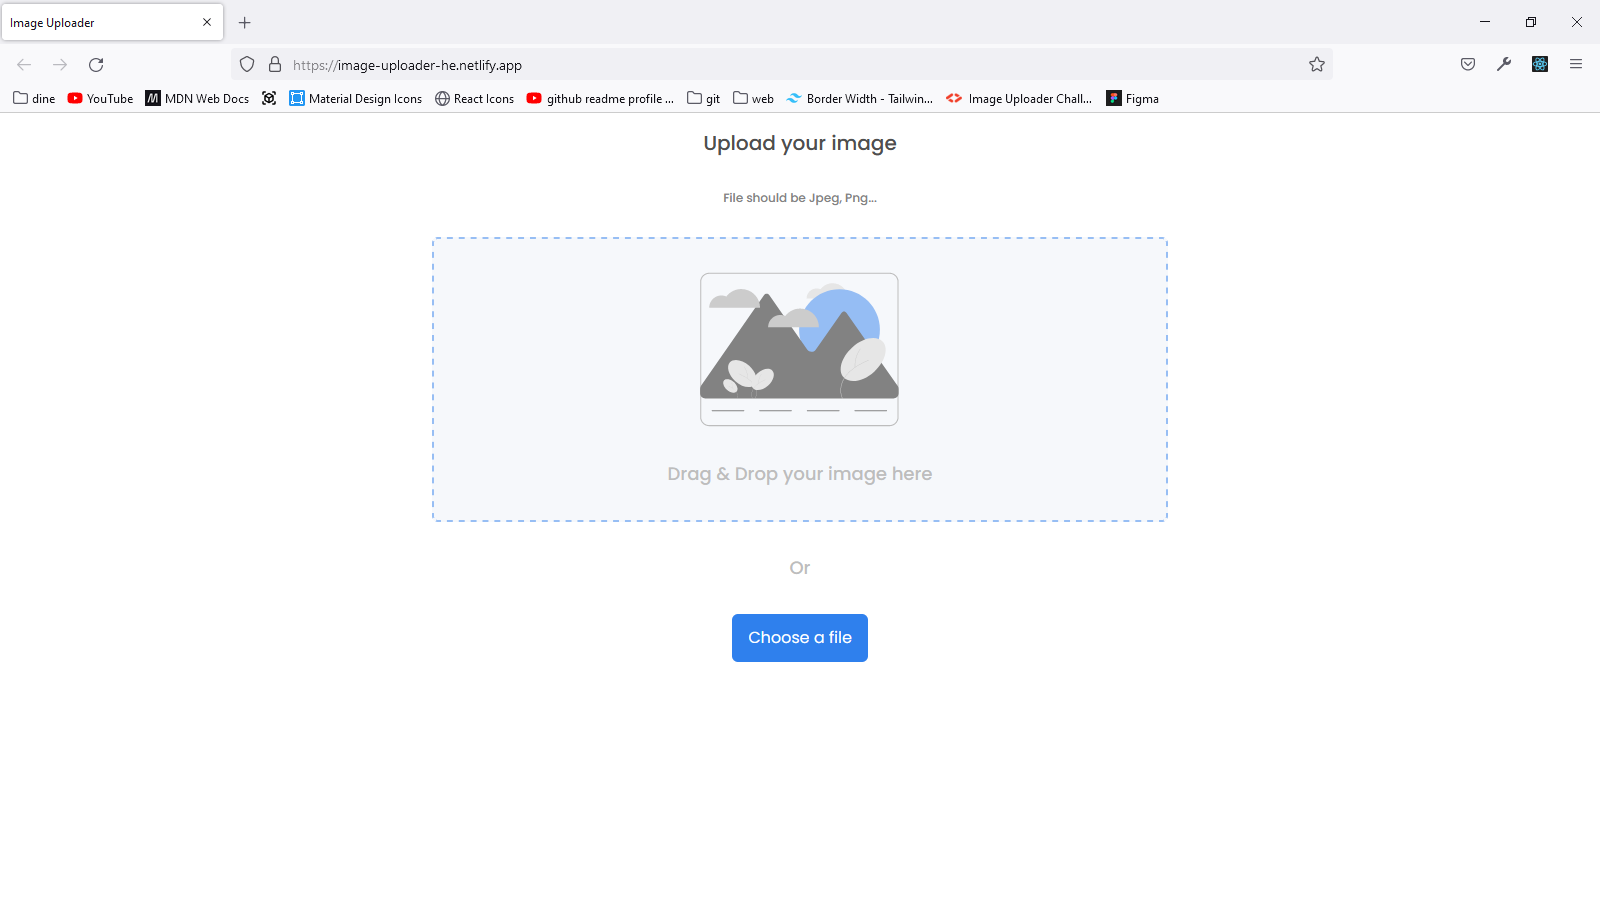 Image Uploader
https://image-uploader-he.netlify.app
dine YouTube MDN Web Docs Material Design Icons React Icons github readme profile ... git web Border Width - Tailwin... Image Uploader Chall... Figma
Upload your image
File should be Jpeg, Png...
Drag & Drop your image here
Or
Choose a file